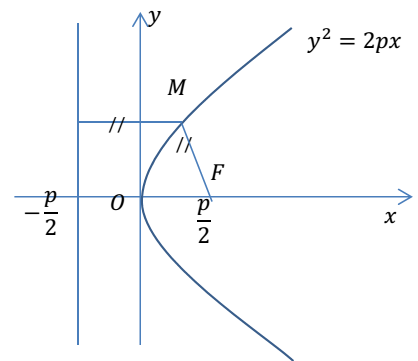 y
y² = 2px
M
//
//
F
−p/2
O
p/2
x